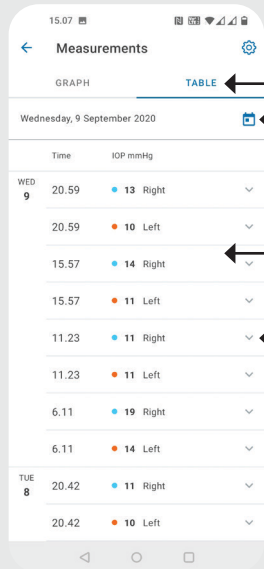 15.07
Measurements
GRAPH TABLE
Wednesday, 9 September 2020
Time IOP mmHg
WED
9
20.59 13 Right
20.59 10 Left
15.57 14 Right
15.57 11 Left
11.23 11 Right
11.23 11 Left
6.11 19 Right
6.11 14 Left
TUE
8
20.42 11 Right
20.42 10 Left